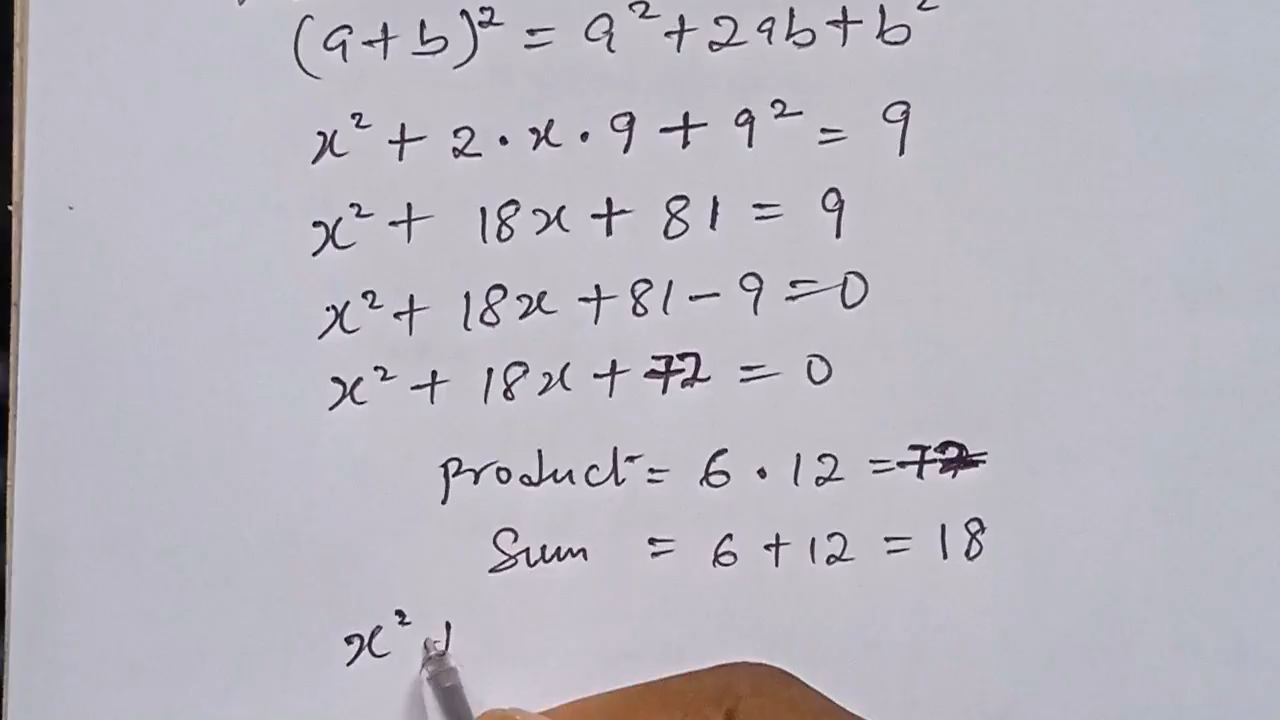 (a+b)² = a²+2ab+b²
x² + 2·x·9 + 9² = 9
x² + 18x + 81 = 9
x² + 18x + 81 - 9 = 0
x² + 18x + 72 = 0
product = 6·12 = 72
Sum = 6+12 = 18
x² +